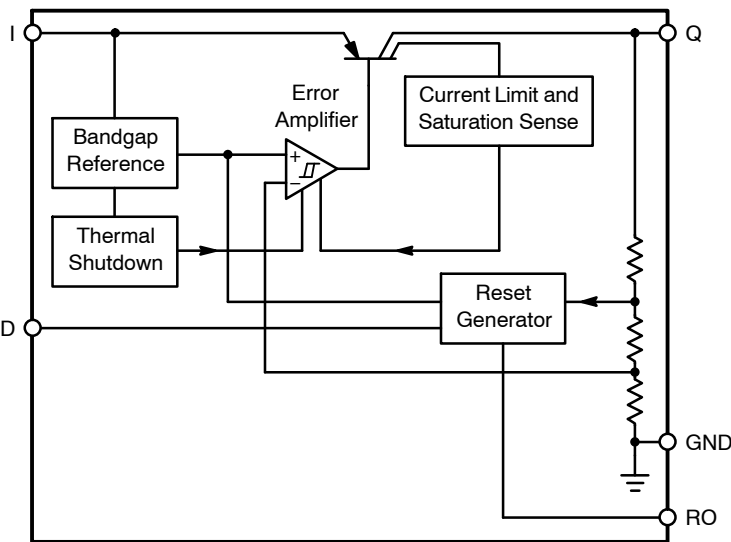 I
Q
Error
Amplifier
Current Limit and
Saturation Sense
Bandgap
Reference
+
−
Thermal
Shutdown
Reset
Generator
D
GND
RO